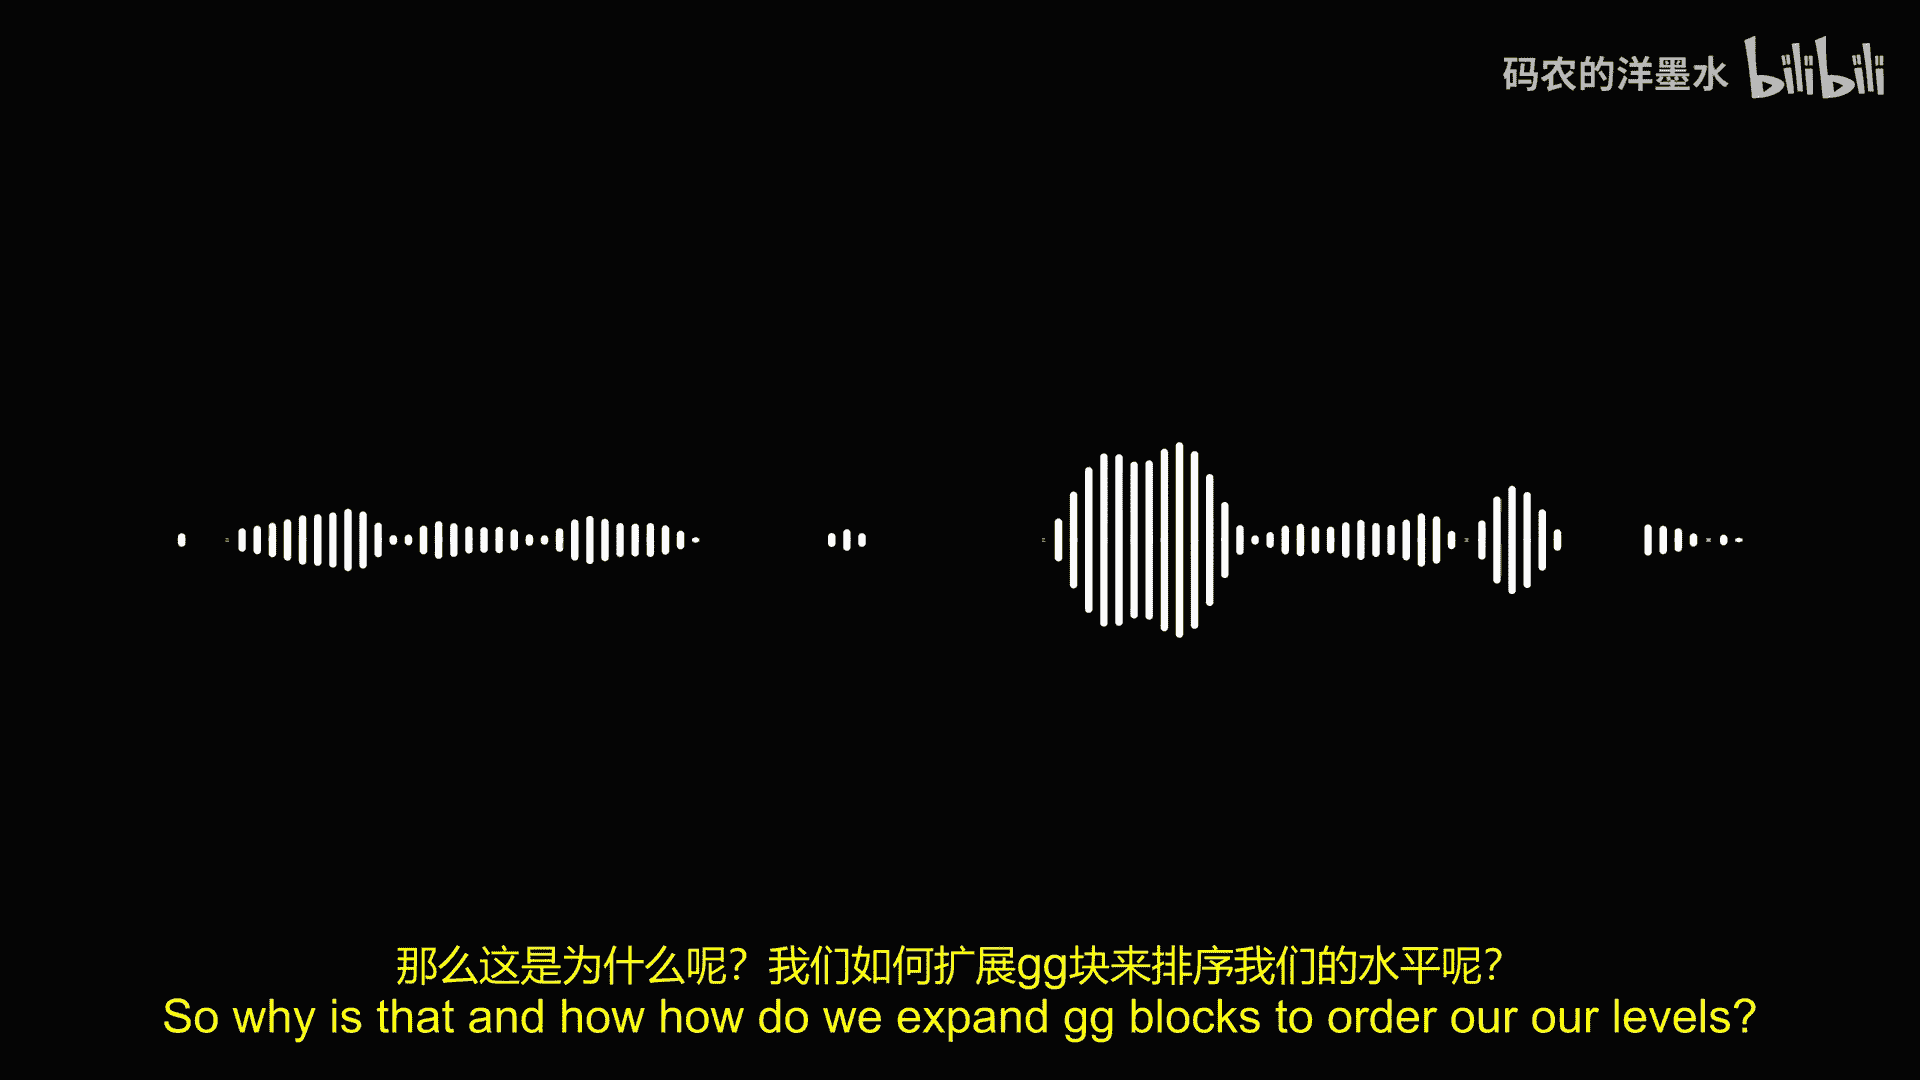 码农的洋墨水 bilibili
那么这是为什么呢？我们如何扩展gg块来排序我们的水平呢？
So why is that and how how do we expand gg blocks to order our our levels?